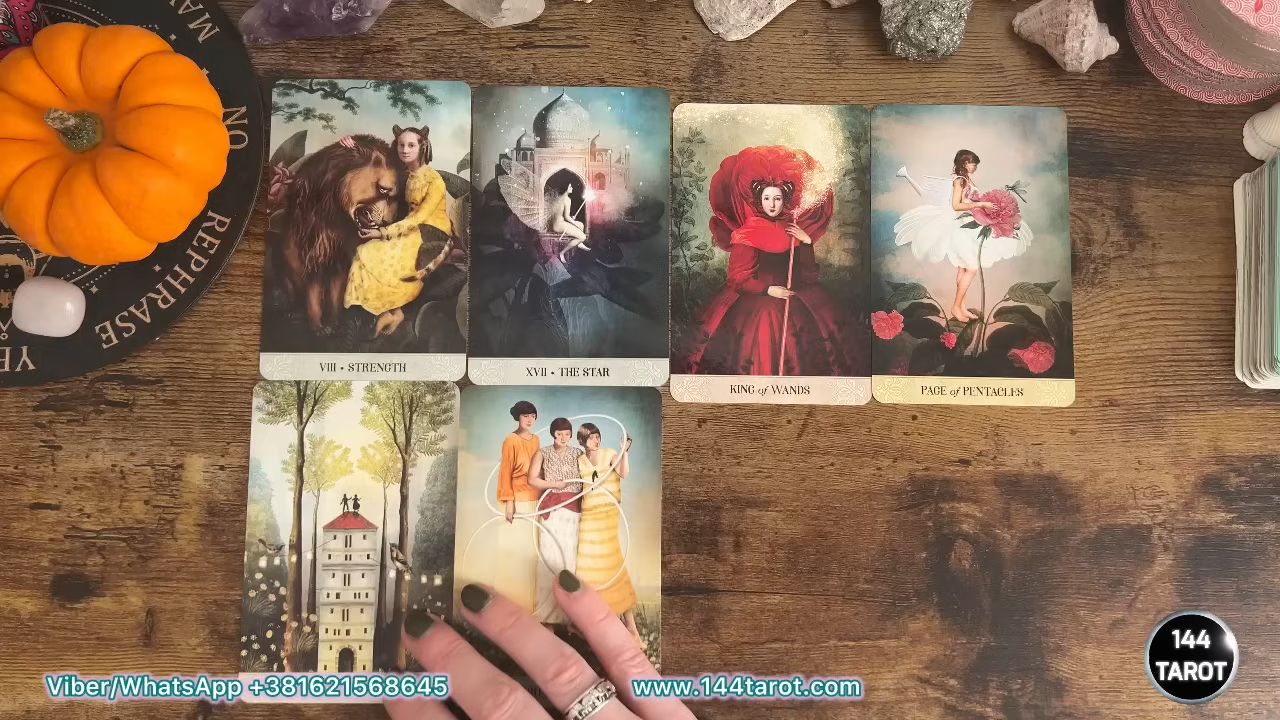 MA
NO
REPHRASE
YE
VIII • STRENGTH
XVII • THE STAR
KING of WANDS
PAGE of PENTACLES
Viber/WhatsApp +381621568645
www.144tarot.com
144
TAROT